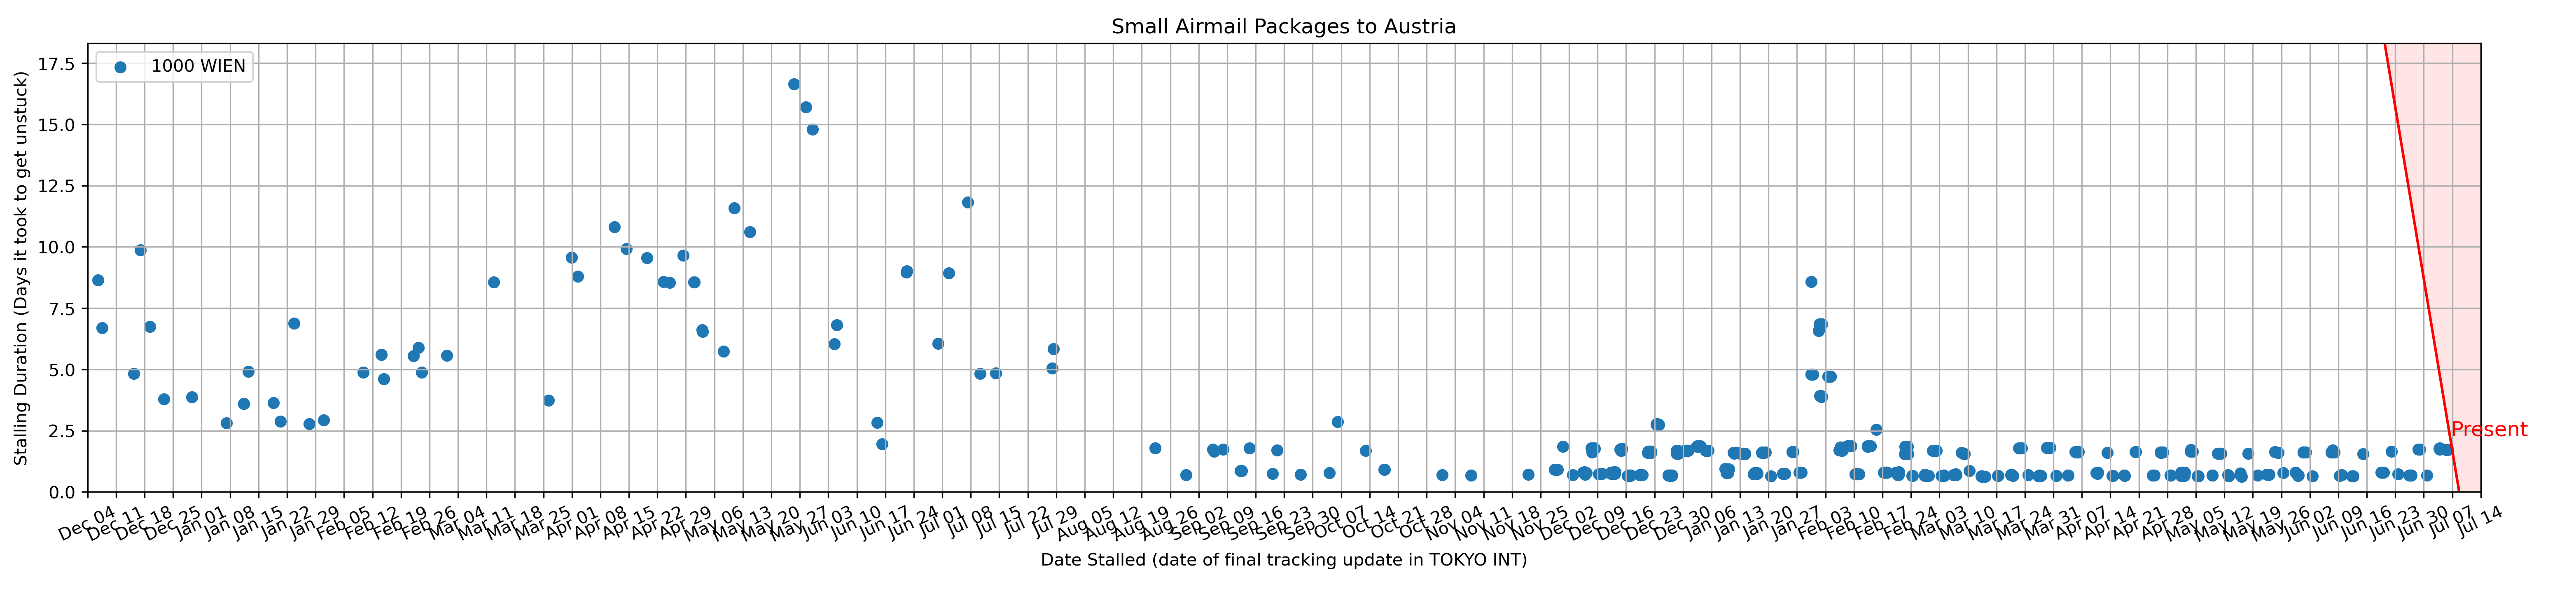 Small Airmail Packages to Austria
1000 WIEN
Stalling Duration (Days it took to get unstuck)
17.5
15.0
12.5
10.0
7.5
5.0
2.5
0.0
Present
Dec 04
Dec 11
Dec 18
Dec 25
Jan 01
Jan 08
Jan 15
Jan 22
Jan 29
Feb 05
Feb 12
Feb 19
Feb 26
Mar 04
Mar 11
Mar 18
Mar 25
Apr 01
Apr 08
Apr 15
Apr 22
Apr 29
May 06
May 13
May 20
May 27
Jun 03
Jun 10
Jun 17
Jun 24
Jul 01
Jul 08
Jul 15
Jul 22
Jul 29
Aug 05
Aug 12
Aug 19
Aug 26
Sep 02
Sep 09
Sep 16
Sep 23
Sep 30
Oct 07
Oct 14
Oct 21
Oct 28
Nov 04
Nov 11
Nov 18
Nov 25
Dec 02
Dec 09
Dec 16
Dec 23
Dec 30
Jan 06
Jan 13
Jan 20
Jan 27
Feb 03
Feb 10
Feb 17
Feb 24
Mar 03
Mar 10
Mar 17
Mar 24
Mar 31
Apr 07
Apr 14
Apr 21
Apr 28
May 05
May 12
May 19
May 26
Jun 02
Jun 09
Jun 16
Jun 23
Jun 30
Jul 07
Jul 14
Date Stalled (date of final tracking update in TOKYO INT)